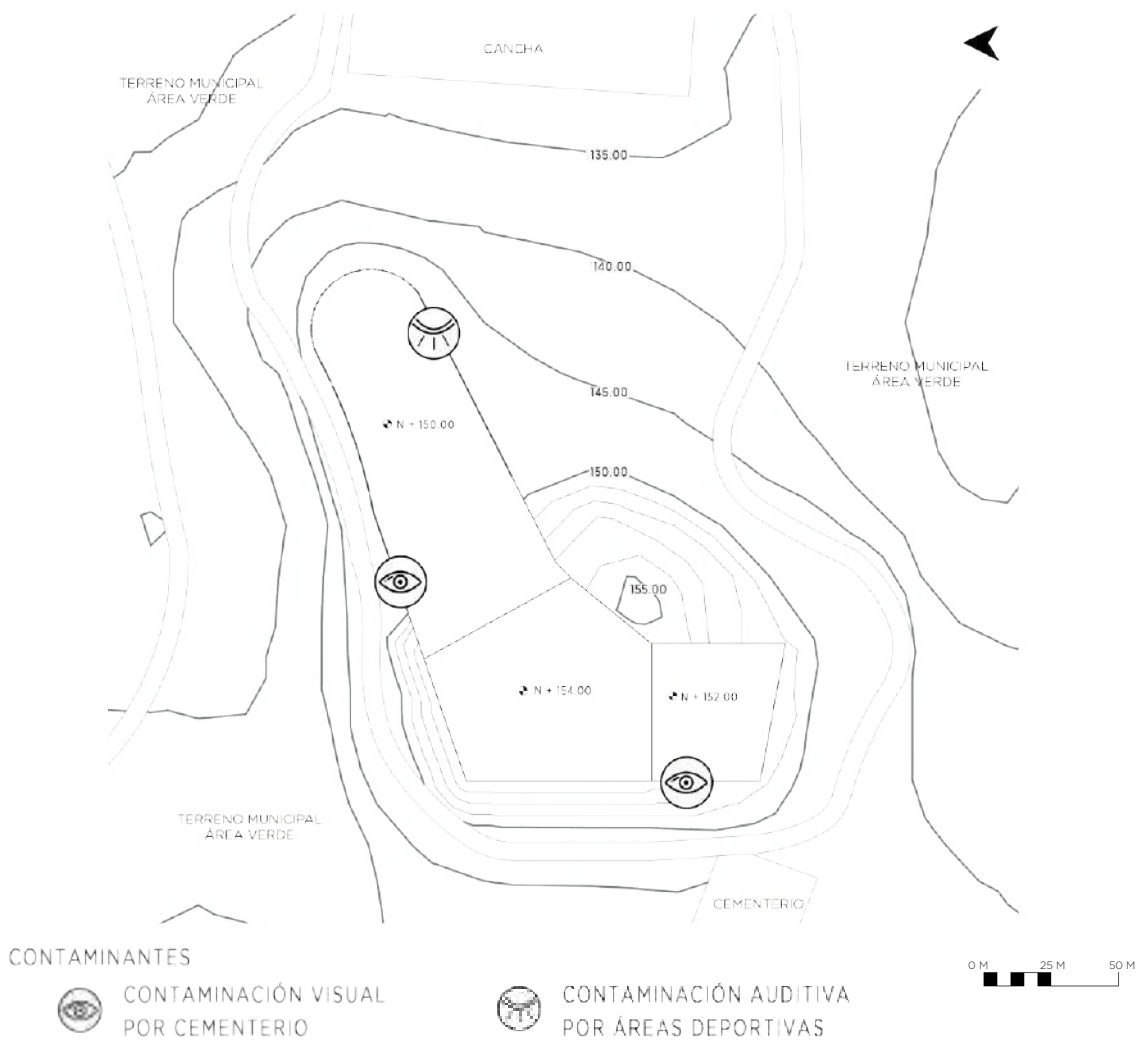 CANCHA
TERRENO MUNICIPAL
ÁREA VERDE
135.00
140.00
TERRENO MUNICIPAL
ÁREA VERDE
145.00
N + 150.00
150.00
155.00
N + 154.00
N + 152.00
TERRENO MUNICIPAL
ÁREA VERDE
CEMENTERIO
CONTAMINANTES
0 M 25 M 50 M
CONTAMINACIÓN VISUAL
POR CEMENTERIO
CONTAMINACIÓN AUDITIVA
POR ÁREAS DEPORTIVAS